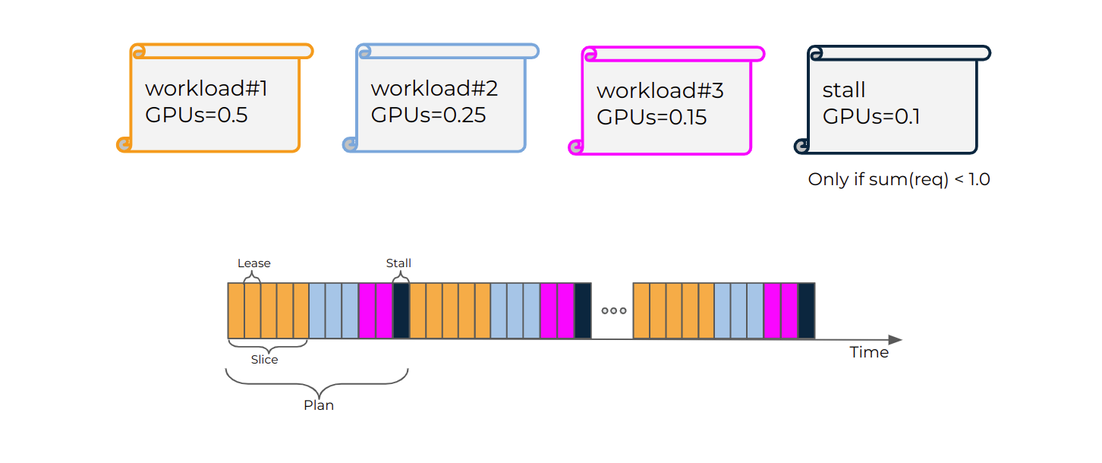 workload#1
GPUs=0.5
workload#2
GPUs=0.25
workload#3
GPUs=0.15
stall
GPUs=0.1
Only if sum(req) < 1.0
Lease
Stall
Slice
Time
Plan